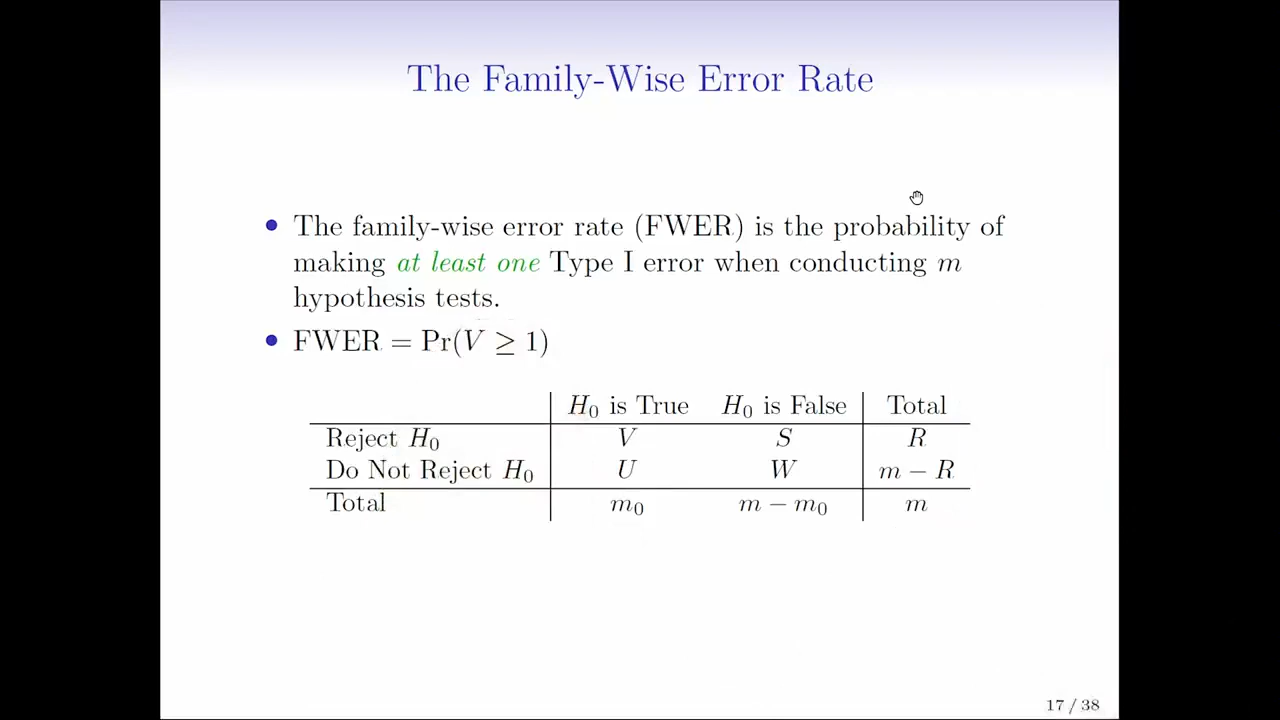 The Family-Wise Error Rate
• The family-wise error rate (FWER) is the probability of
making at least one Type I error when conducting m
hypothesis tests.
• FWER = Pr(V ≥ 1)
H₀ is True H₀ is False Total
Reject H₀ V S R
Do Not Reject H₀ U W m − R
Total m₀ m − m₀ m
17 / 38